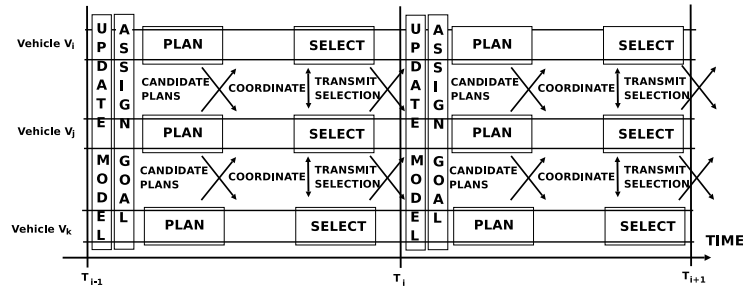 UPDATE MODEL
ASSIGN GOAL
UPDATE MODEL
ASSIGN GOAL
Vehicle Vi
PLAN
SELECT
PLAN
SELECT
CANDIDATE PLANS
COORDINATE
TRANSMIT SELECTION
CANDIDATE PLANS
COORDINATE
TRANSMIT SELECTION
Vehicle Vj
PLAN
SELECT
PLAN
SELECT
CANDIDATE PLANS
COORDINATE
TRANSMIT SELECTION
CANDIDATE PLANS
COORDINATE
TRANSMIT SELECTION
Vehicle Vk
PLAN
SELECT
PLAN
SELECT
TIME
Ti-1
Ti
Ti+1